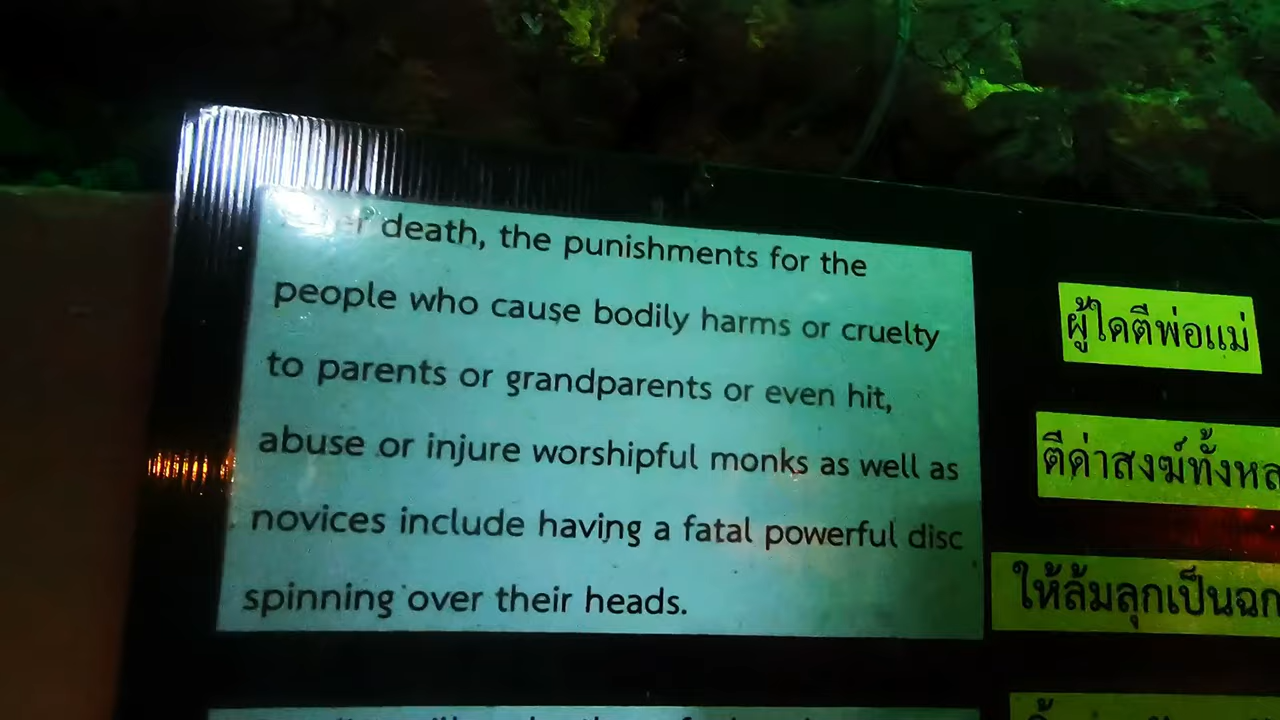 death, the punishments for the
people who cause bodily harms or cruelty
to parents or grandparents or even hit,
abuse or injure worshipful monks as well as
novices include having a fatal powerful disc
spinning over their heads.
ผู้ใดตีพ่อแม่
ตีด่าสงฆ์ทั้งหล
ให้ล้มลุกเป็นฉก